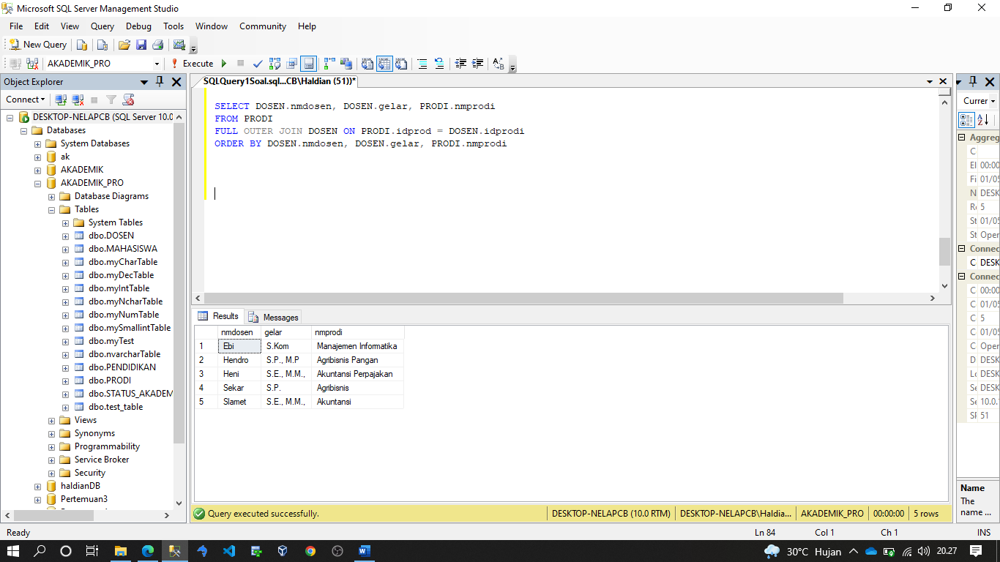 Microsoft SQL Server Management Studio
File Edit View Query Debug Tools Window Community Help
New Query
AKADEMIK_PRO Execute
Object Explorer
Connect
DESKTOP-NELAPCB (SQL Server 10.0
Databases
System Databases
ak
AKADEMIK
AKADEMIK_PRO
Database Diagrams
Tables
System Tables
dbo.DOSEN
dbo.MAHASISWA
dbo.myCharTable
dbo.myDecTable
dbo.myIntTable
dbo.myNcharTable
dbo.myNumTable
dbo.mySmallintTable
dbo.myTest
dbo.nvarcharTable
dbo.PENDIDIKAN
dbo.PRODI
dbo.STATUS_AKADEM
dbo.test_table
Views
Synonyms
Programmability
Service Broker
Security
haldianDB
Pertemuan3
SQLQuery1Soal.sql...CB\Haldian (51))*
SELECT DOSEN.nmdosen, DOSEN.gelar, PRODI.nmprodi
FROM PRODI
FULL OUTER JOIN DOSEN ON PRODI.idprod = DOSEN.idprodi
ORDER BY DOSEN.nmdosen, DOSEN.gelar, PRODI.nmprodi
Results Messages
nmdosen gelar nmprodi
1 Ebi S.Kom Manajemen Informatika
2 Hendro S.P., M.P Agribisnis Pangan
3 Heni S.E., M.M., Akuntansi Perpajakan
4 Sekar S.P. Agribisnis
5 Slamet S.E., M.M., Akuntansi
Query executed successfully. DESKTOP-NELAPCB (10.0 RTM) DESKTOP-NELAPCB\Haldia... AKADEMIK_PRO 00:00:00 5 rows
Curren
Aggreg
C
El 00:00
Fi 01/05
N DESK
5
St 01/05
St Oper
Connec
C DESK
Connec
C 00:00
C 01/05
C 5
C 01/05
C Oper
D DESK
DESK
Se DESK
Se 10.0.
SP 51
Name
The
name ...
Ready Ln 84 Col 1 Ch 1 INS
30°C Hujan 20.27